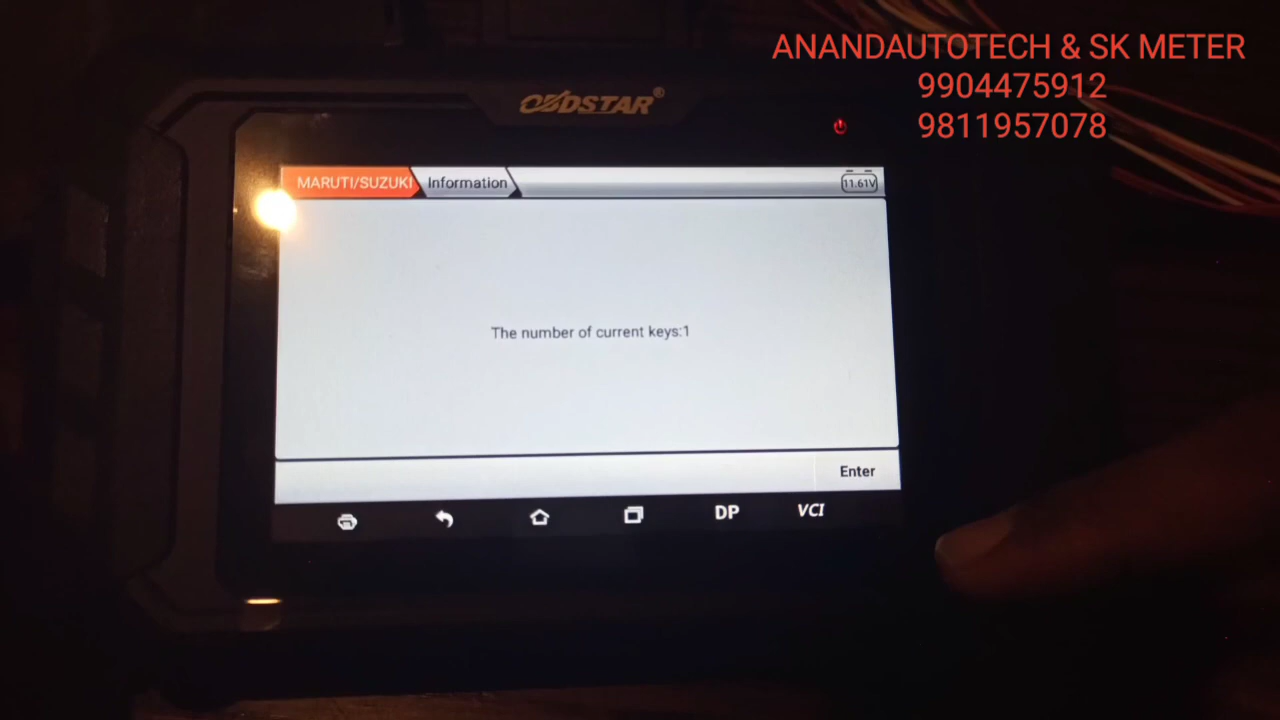 ANANDAUTOTECH & SK METER
9904475912
9811957078
OBDSTAR®
MARUTI/SUZUKI Information 11.61V
The number of current keys:1
Enter
DP VCI